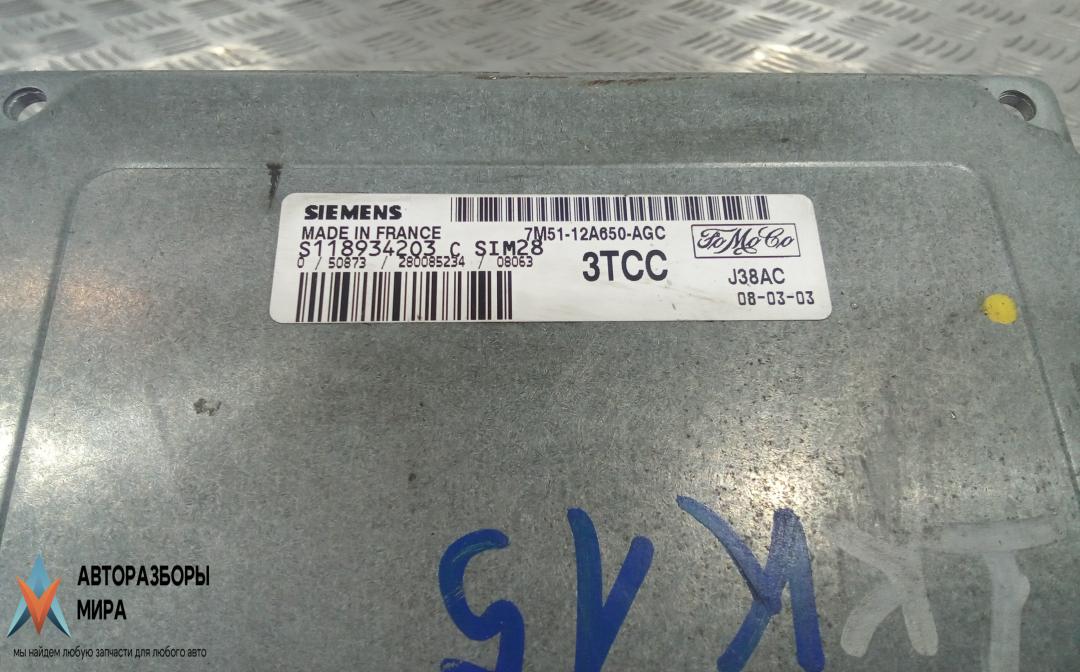 SIEMENS
MADE IN FRANCE
7M51-12A650-AGC
FoMoCo
S118934203 C SIM28
0 / 50873 / 280085234 / 08063
3TCC
C
J38AC
08-03-03
АВТОРАЗБОРЫ
МИРА
мы найдем любую запчасти для любого авто